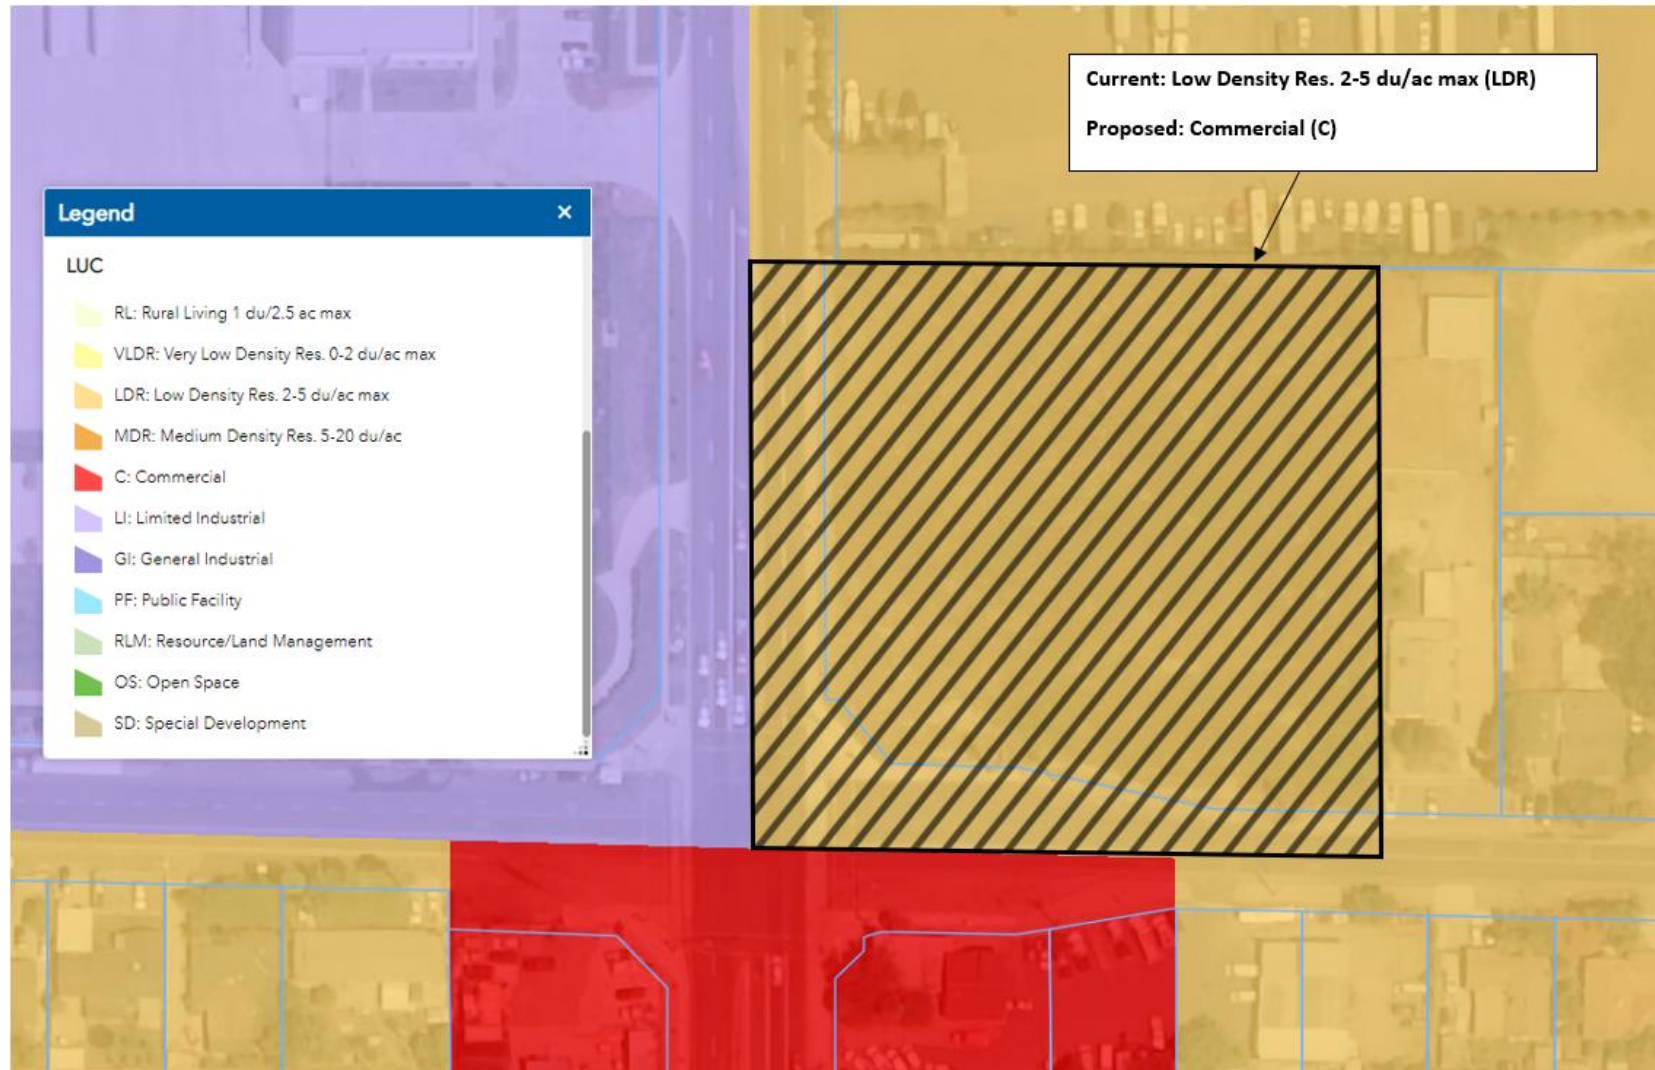 Current: Low Density Res. 2-5 du/ac max (LDR)
Proposed: Commercial (C)
Legend
LUC
RL: Rural Living 1 du/2.5 ac max
VLDR: Very Low Density Res. 0-2 du/ac max
LDR: Low Density Res. 2-5 du/ac max
MDR: Medium Density Res. 5-20 du/ac
C: Commercial
LI: Limited Industrial
GI: General Industrial
PF: Public Facility
RLM: Resource/Land Management
OS: Open Space
SD: Special Development